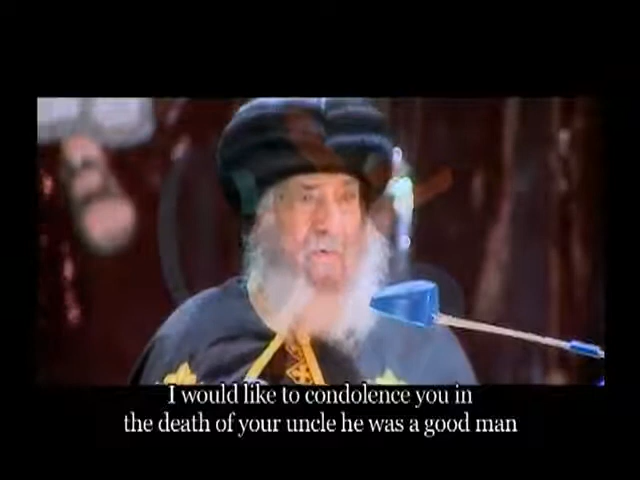 I would like to condolence you in
the death of your uncle he was a good man